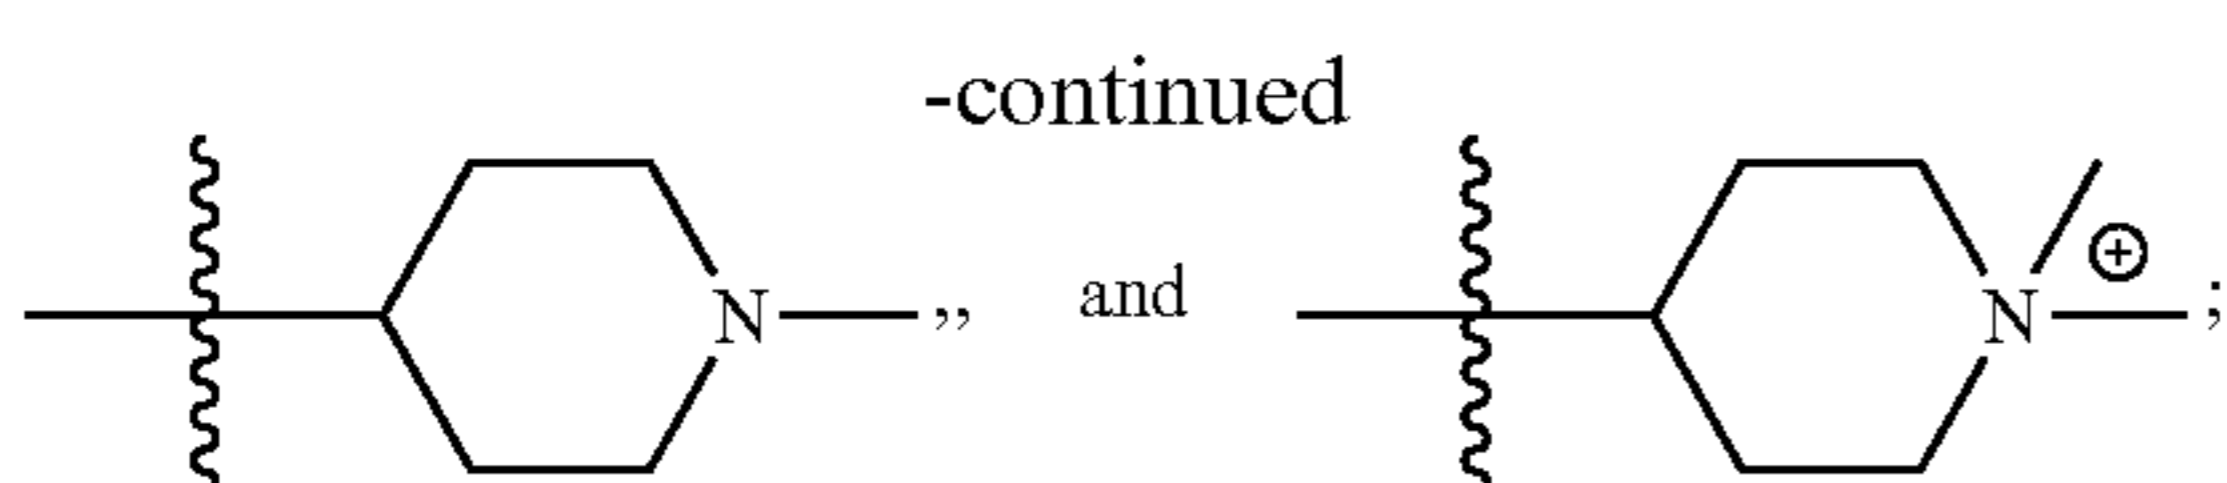 -continued
N ,, and N ⊕ ;